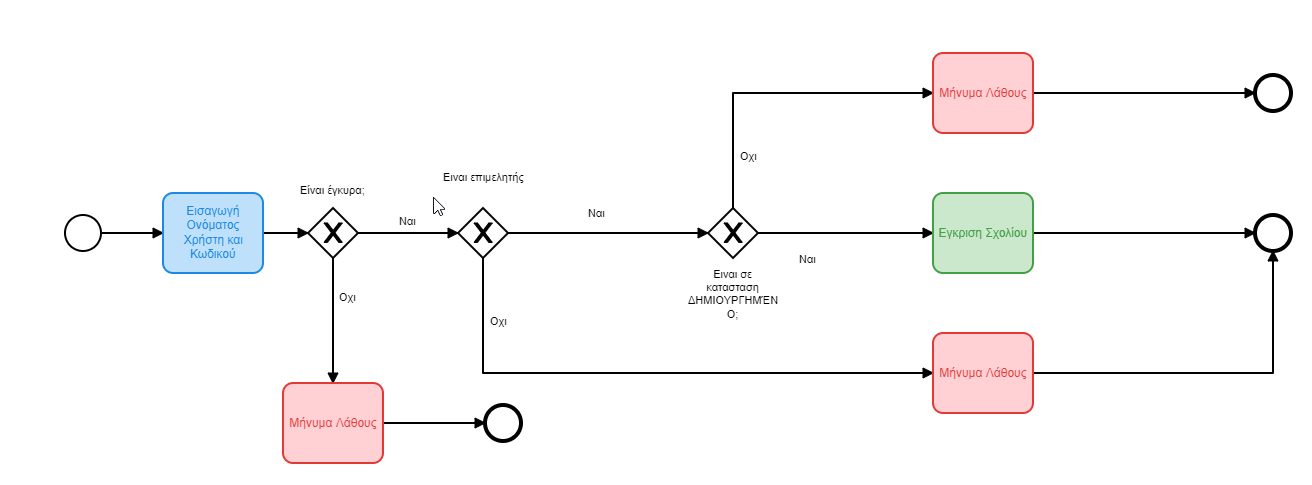 Μήνυμα Λάθους
Οχι
Ειναι επιμελητής
Είναι έγκυρα;
Εισαγωγή
Ονόματος
Χρήστη και
Κωδικού
Ναι
Ναι
Εγκριση Σχολίου
Ναι
Ειναι σε
κατασταση
ΔΗΜΙΟΥΡΓΗΜΈΝ
Ο;
Οχι
Οχι
Μήνυμα Λάθους
Μήνυμα Λάθους